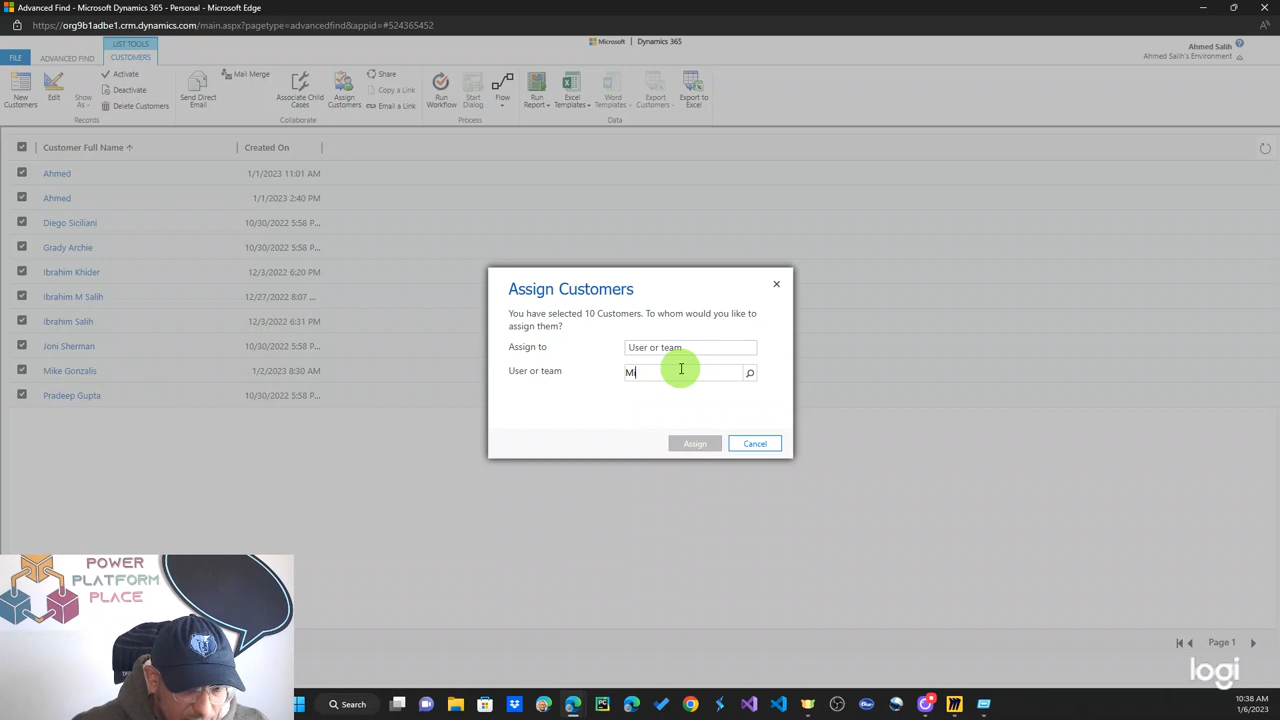 Advanced Find - Microsoft Dynamics 365 - Microsoft Edge
https://org9b1adbe1.crm.dynamics.com/main.aspx?pagetype=advancedfind&appid=#524365452
LIST TOOLS
Microsoft | Dynamics 365
Ahmed Salih
Ahmed Salih's Environment
FILE ADVANCED FIND CUSTOMERS
New Customers
Edit
Show As
Activate
Deactivate
Delete Customers
Records
Send Direct Email
Mail Merge
Associate Child Cases
Assign Customers
Share
Copy a Link
Email a Link
Collaborate
Run Workflow
Start Dialog
Flow
Process
Run Report
Excel Templates
Word Templates
Export Customers
Export to Excel
Data
Customer Full Name Created On
Ahmed 1/1/2023 11:01 AM
Ahmed 1/1/2023 2:40 PM
Diego Siciliani 10/30/2022 5:58 P...
Grady Archie 10/30/2022 5:58 P...
Ibrahim Khider 12/3/2022 6:20 PM
Ibrahim M Salih 12/27/2022 8:07 ...
Ibrahim Salih 12/3/2022 6:31 PM
Joni Sherman 10/30/2022 5:58 P...
Mike Gonzalis 1/2/2023 8:30 AM
Pradeep Gupta 10/30/2022 5:58 P...
Assign Customers
You have selected 10 Customers. To whom would you like to
assign them?
Assign to User or team
User or team Mi
Assign Cancel
POWER
PLATFORM
PLACE
Page 1
logi
Search
10:38 AM
1/6/2023